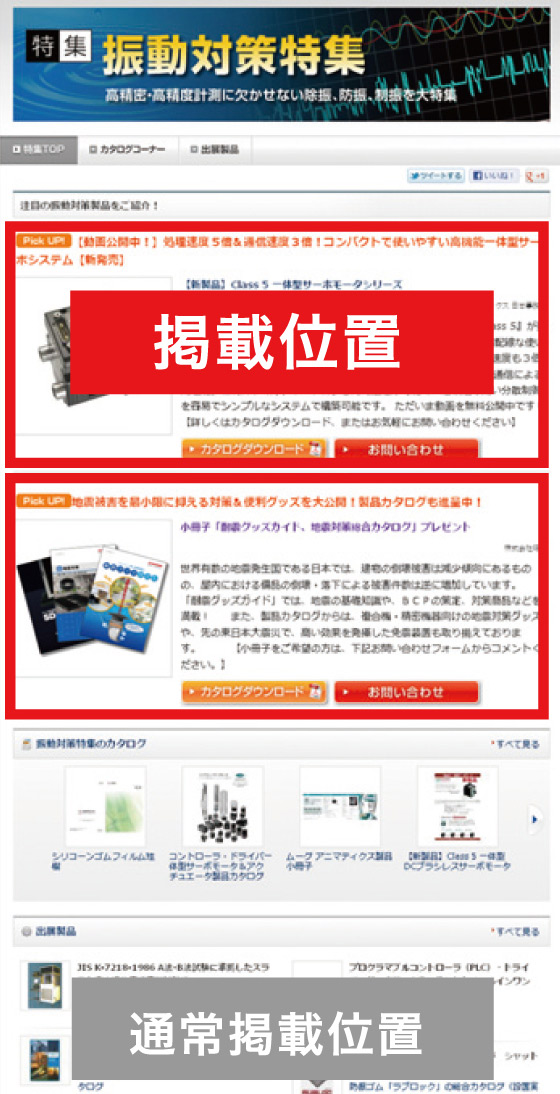 特集
振動対策特集
高精密・高精度計測に欠かせない除振、防振、制振を大特集
特集TOP
カタログコーナー
出展製品
ツイートする
いいね!
+1
注目の振動対策製品をご紹介!
Pick UP!
【動画公開中!】処理速度5倍&通信速度3倍!コンパクトで使いやすい高機能一体型サー
ボシステム【新発売】
【新製品】Class 5 一体型サーボモータシリーズ
掲載位置
を容易でシンプルなシステムで構築可能です。 ただいま動画を無料公開中です
【詳しくはカタログダウンロード、またはお気軽にお問い合わせください】
カタログダウンロード
お問い合わせ
Pick UP!
地震被害を最小限に抑える対策&便利グッズを大公開!製品カタログも進呈中!
小冊子「耐震グッズガイド、地震対策総合カタログ」プレゼント
世界有数の地震発生国である日本では、建物の倒壊被害は減少傾向にあるもの
の、屋内における備品の倒壊・落下による被害件数は逆に増加しています。
「耐震グッズガイド」では、地震の基礎知識や、BCPの策定、対策商品などを
満載! また、製品カタログからは、複合機・精密機器向けの地震対策グッズ
や、先の東日本大震災で、高い効果を発揮した免震装置も取り揃えておりま
す。 【小冊子をご希望の方は、下記お問い合わせフォームからコメントく
ださい。】
カタログダウンロード
お問い合わせ
振動対策特集のカタログ
すべて見る
シリコーンゴムフィルム
コントローラ・ドライバー
体型サーボモータ&アク
チュエータ製品カタログ
ムーグ アニマティクス製品
小冊子
【新製品】Class 5 一体型
DCブラシレスサーボモータ
出展製品
すべて見る
JIS K-7218-1986 A法・B法試験に準拠したスラ
プログラマブルコントローラ(PLC)・ドライ
インワン
通常掲載位置
シャット
タログ
防振ゴム「ラブロック」の総合カタログ(設置実